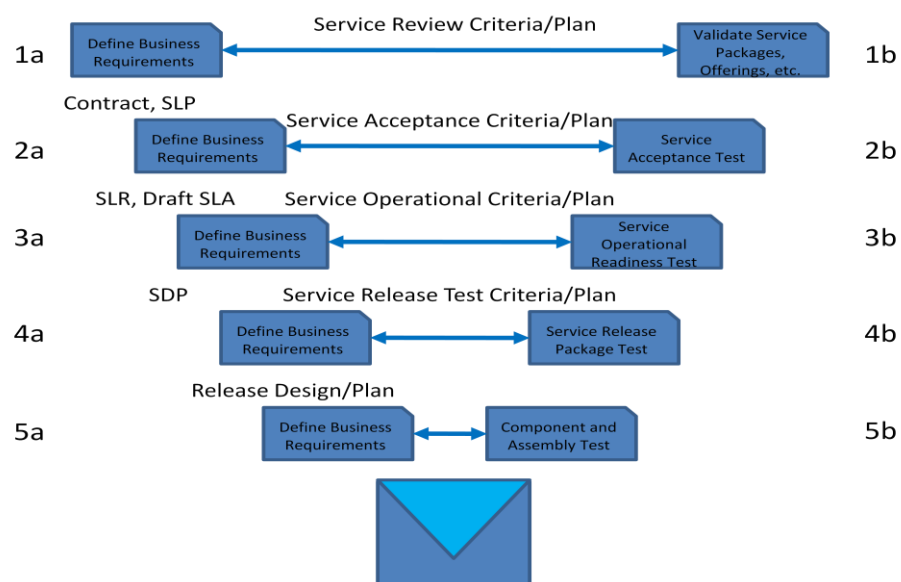 Service Review Criteria/Plan
1a
Define Business
Requirements
Validate Service
Packages,
Offerings, etc.
1b
Contract, SLP
Service Acceptance Criteria/Plan
2a
Define Business
Requirements
Service
Acceptance Test
2b
SLR, Draft SLA
Service Operational Criteria/Plan
3a
Define Business
Requirements
Service
Operational
Readiness Test
3b
SDP
Service Release Test Criteria/Plan
4a
Define Business
Requirements
Service Release
Package Test
4b
Release Design/Plan
5a
Define Business
Requirements
Component and
Assembly Test
5b